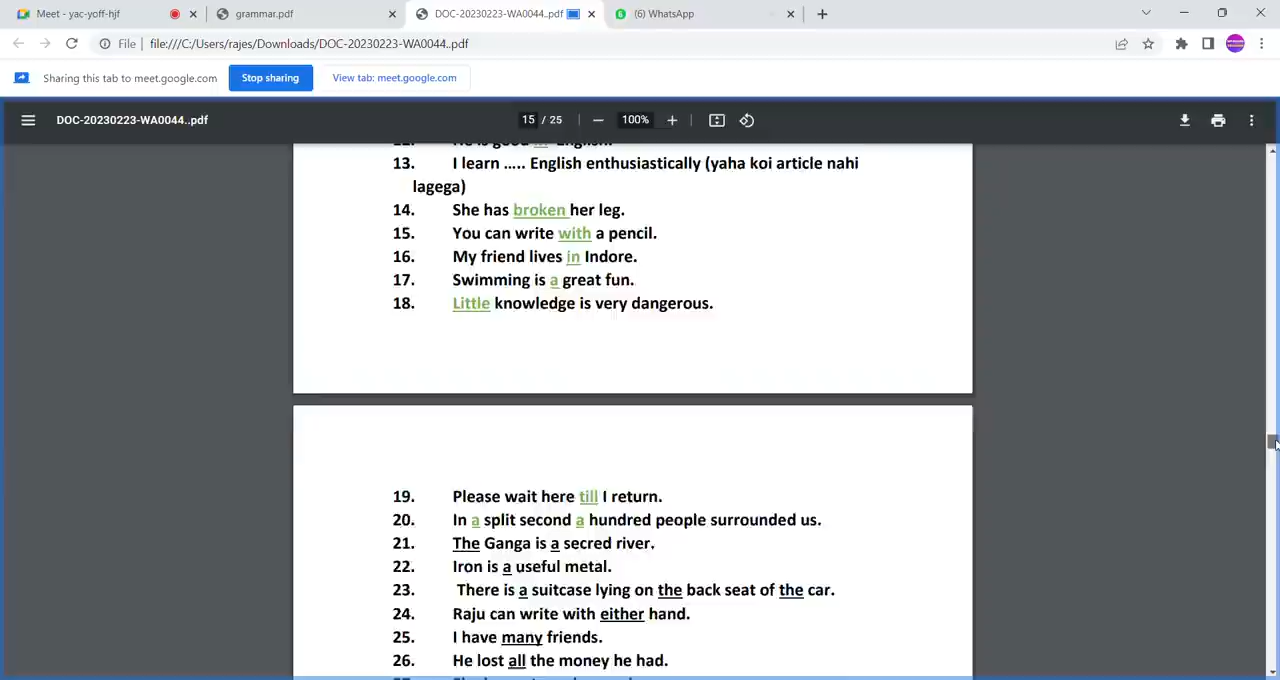 Meet - yac-yoff-hjf
grammar.pdf
DOC-20230223-WA0044..pdf
(6) WhatsApp
File
file:///C:/Users/rajes/Downloads/DOC-20230223-WA0044..pdf
Sharing this tab to meet.google.com
Stop sharing
View tab: meet.google.com
DOC-20230223-WA0044..pdf
15 / 25
100%
12. He is good in English.
13. I learn ..... English enthusiastically (yaha koi article nahi
lagega)
14. She has broken her leg.
15. You can write with a pencil.
16. My friend lives in Indore.
17. Swimming is a great fun.
18. Little knowledge is very dangerous.
19. Please wait here till I return.
20. In a split second a hundred people surrounded us.
21. The Ganga is a secred river.
22. Iron is a useful metal.
23. There is a suitcase lying on the back seat of the car.
24. Raju can write with either hand.
25. I have many friends.
26. He lost all the money he had.